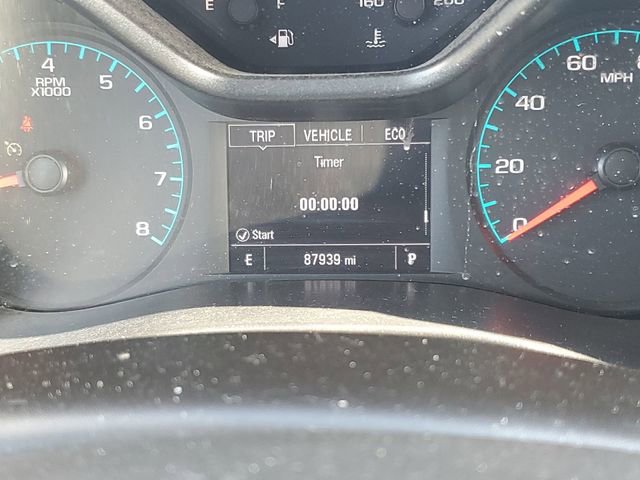 E F 160 200
4 5 6 7 8
RPM
X1000
TRIP VEHICLE ECO
Timer
00:00:00
Start
E 87939 mi P
0 20 40 60
MPH